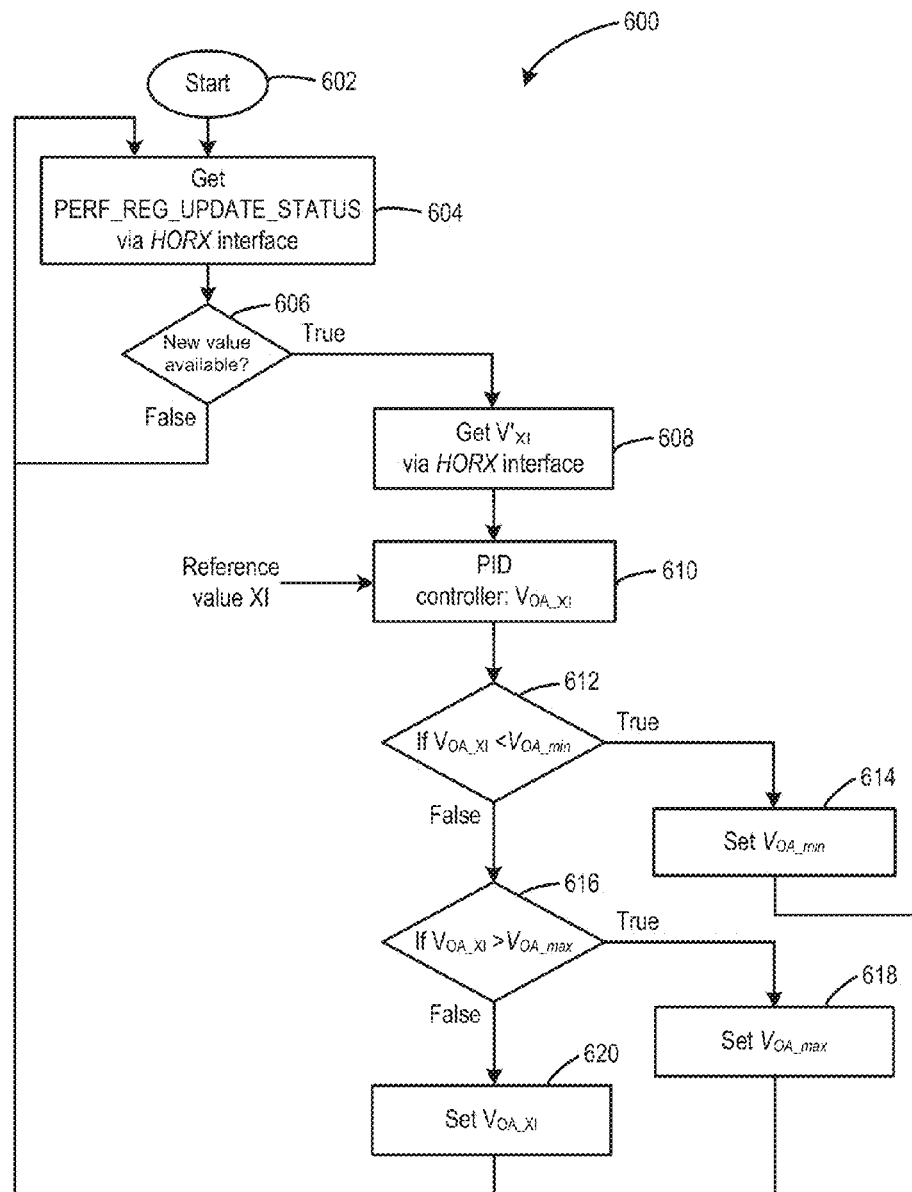 600
Start
602
Get
PERF_REG_UPDATE_STATUS
via HORX interface
604
606
New value
available?
True
False
Get V'XI
via HORX interface
608
Reference
value XI
PID
controller: VOA_XI
610
612
If VOA_XI <VOA_min
True
False
614
Set VOA_min
616
If VOA_XI >VOA_max
True
False
618
Set VOA_max
620
Set VOA_XI